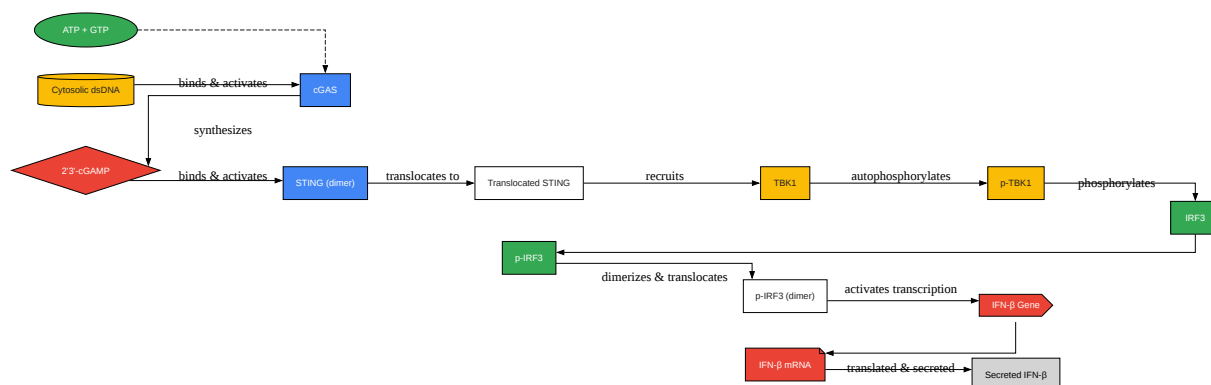 ATP + GTP
Cytosolic dsDNA
binds & activates
cGAS
synthesizes
2'3'-cGAMP
binds & activates
STING (dimer)
translocates to
Translocated STING
recruits
TBK1
autophosphorylates
p-TBK1
phosphorylates
IRF3
p-IRF3
dimerizes & translocates
p-IRF3 (dimer)
activates transcription
IFN-β Gene
IFN-β mRNA
translated & secreted
Secreted IFN-β